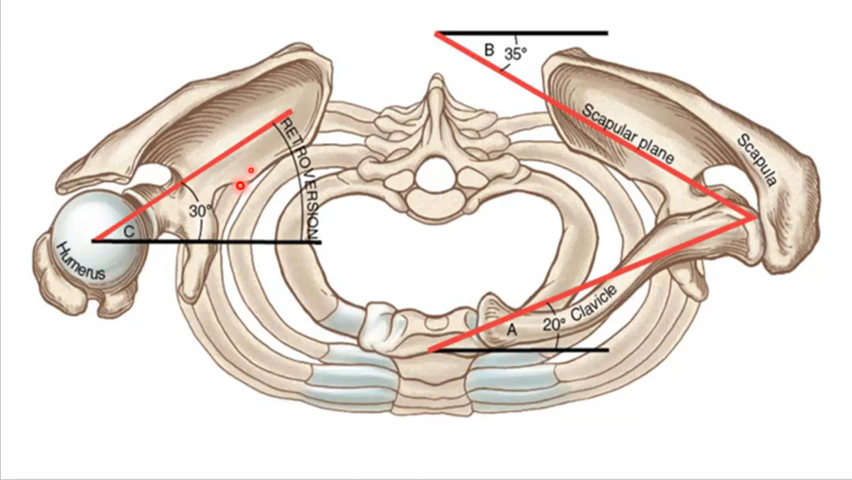 B 35°
Scapular plane
Scapula
RETROVERSION
30°
C
Humerus
Clavicle
A 20°